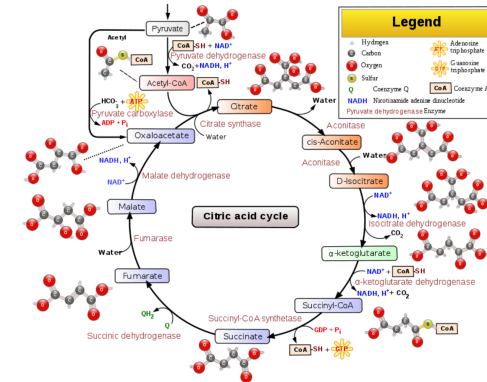 Pyruvate
Acetyl
CoA -SH + NAD⁺
Pyruvate dehydrogenase
CO₂ +NADH, H⁺
S CoA
Acetyl-CoA
CoA -SH
HCO₃⁻ + ATP
Pyruvate carboxylase
ADP + Pᵢ
Citrate
Water
Citrate synthase
Water
Oxaloacetate
Aconitase
cis-Aconitate
Water
Aconitase
D-Isocitrate
NAD⁺
NADH, H⁺
Isocitrate dehydrogenase
CO₂
α-ketoglutarate
NAD⁺ + CoA -SH
α-ketoglutarate dehydrogenase
NADH, H⁺ + CO₂
Succinyl-CoA
S CoA
Succinyl-CoA synthetase
GDP + Pᵢ
CoA -SH + GTP
Succinate
QH₂
Q
Succinic dehydrogenase
Fumarate
Water
Fumarase
Malate
NADH, H⁺
NAD⁺
Malate dehydrogenase
Citric acid cycle
Legend
Hydrogen
Carbon
Oxygen
Sulfur
Q Coenzyme Q
NADH Nicotinamide adenine dinucleotide
Pyruvate dehydrogenase Enzyme
ATP Adenosine
triphosphate
GTP Guanosine
triphosphate
CoA Coenzyme A